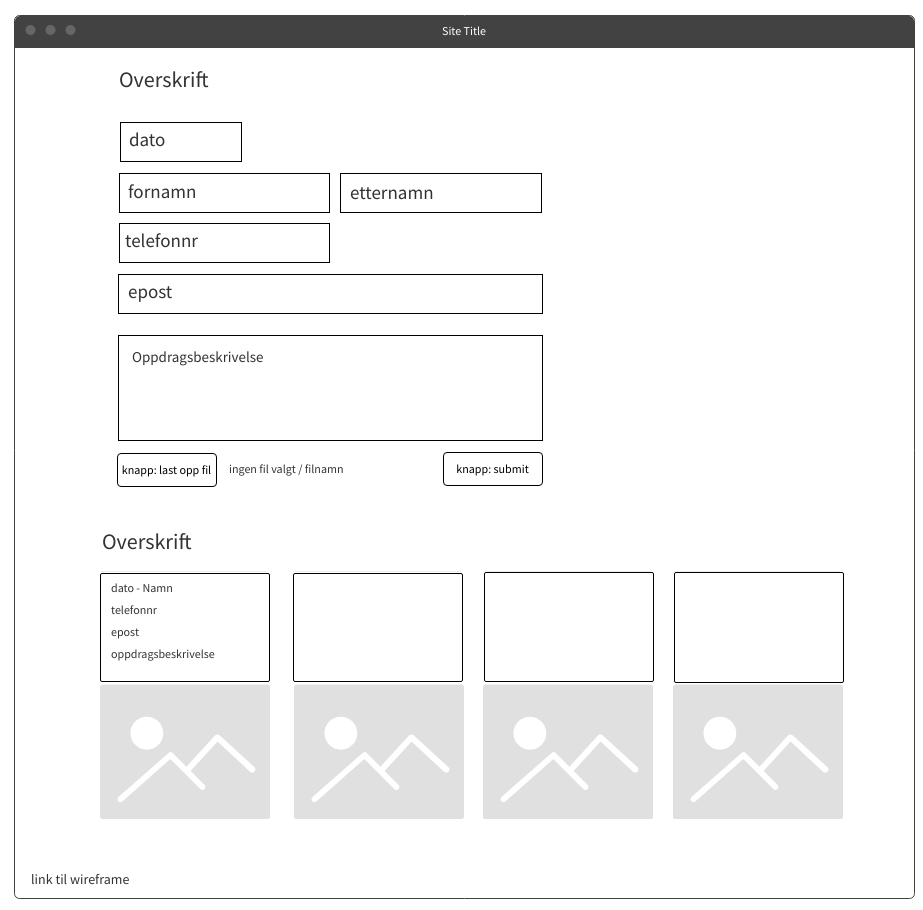 Site Title
Overskrift
dato
fornamn
etternamn
telefonnr
epost
Oppdragsbeskrivelse
knapp: last opp fil
ingen fil valgt / filnamn
knapp: submit
Overskrift
dato - Namn
telefonnr
epost
oppdragsbeskrivelse
link til wireframe